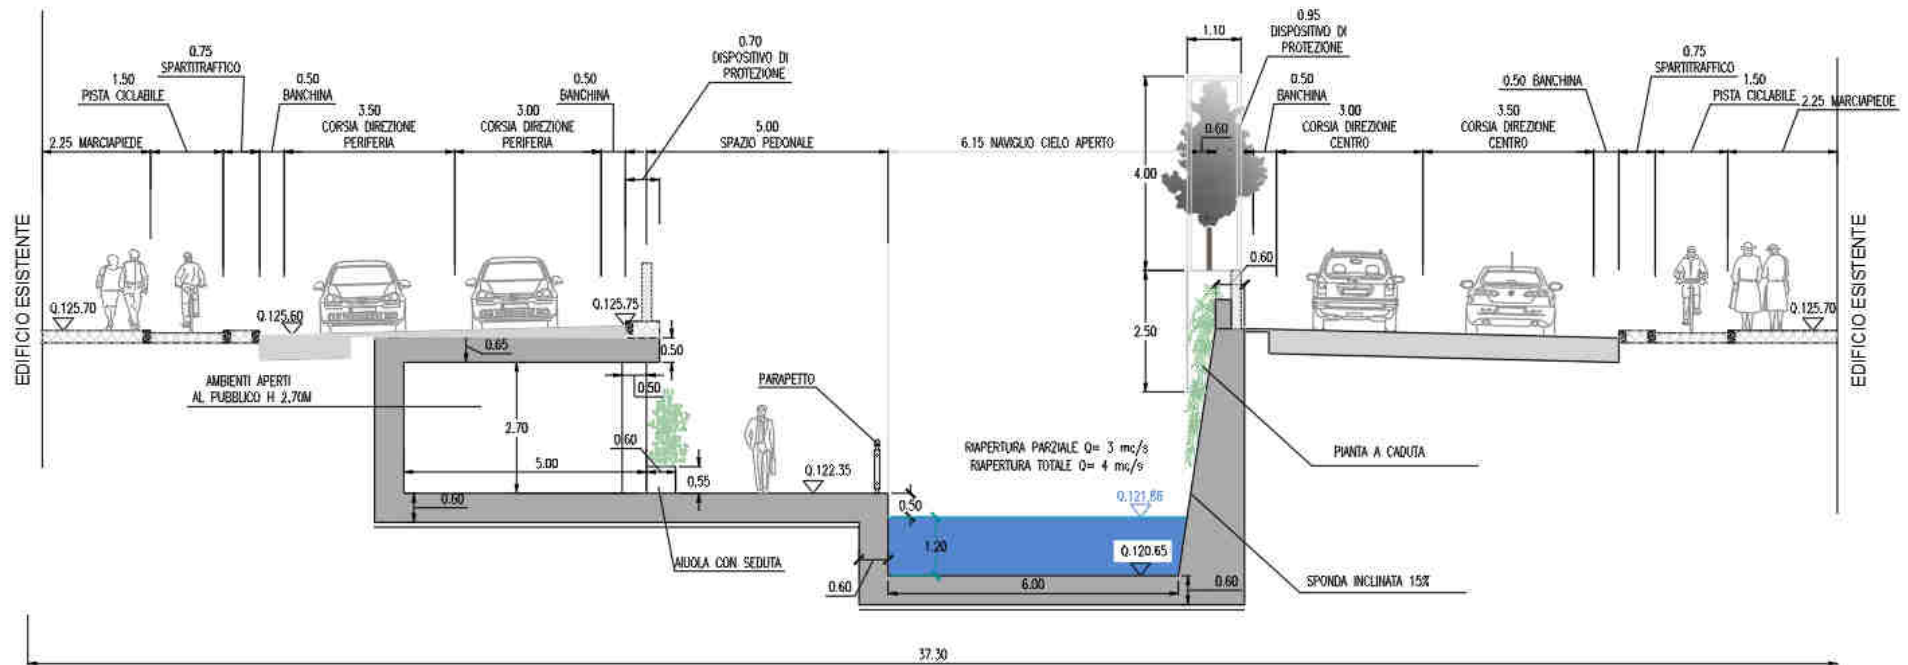 0.75
SPARTITRAFFICO
1.50
PISTA CICLABILE
0.50
BANCHINA
3.50
CORSIA DIREZIONE
PERIFERIA
3.00
CORSIA DIREZIONE
PERIFERIA
0.50
BANCHINA
0.70
DISPOSITIVO DI
PROTEZIONE
5.00
SPAZIO PEDONALE
2.25 MARCIAPIEDE
6.15 NAVIGLIO CIELO APERTO
1.10
0.95
DISPOSITIVO DI
PROTEZIONE
0.50
BANCHINA
0.60
3.00
CORSIA DIREZIONE
CENTRO
3.50
CORSIA DIREZIONE
CENTRO
0.50 BANCHINA
0.75
SPARTITRAFFICO
1.50
PISTA CICLABILE
2.25 MARCIAPIEDE
4.00
EDIFICIO ESISTENTE
Q.125.70
Q.125.60
Q.125.75
0.60
2.50
Q.125.70
EDIFICIO ESISTENTE
0.65
0.50
AMBIENTI APERTI
AL PUBBLICO H 2,70M
0.50
2.70
0.60
5.00
0.55
0.60
PARAPETTO
Q.122.35
RIAPERTURA PARZIALE Q= 3 mc/s
RIAPERTURA TOTALE Q= 4 mc/s
PIANTA A CADUTA
0.50
Q.121.86
1.20
Q.120.65
AIUOLA CON SEDUTA
0.60
6.00
0.60
SPONDA INCLINATA 15%
37.30